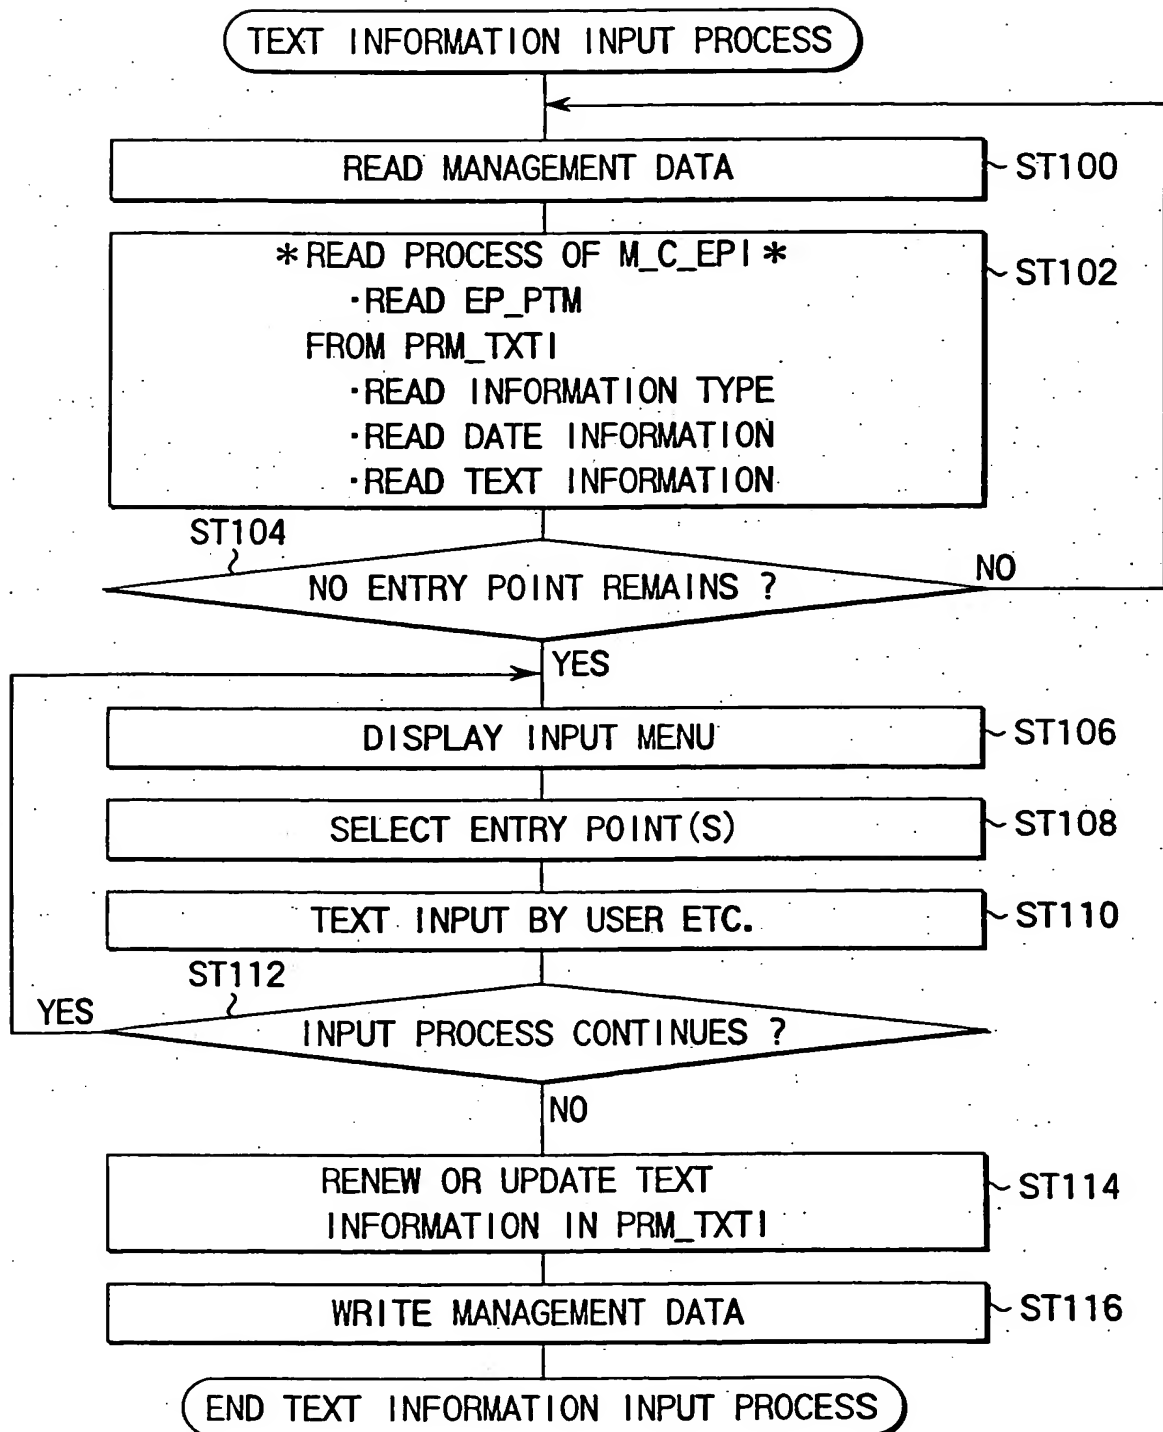 TEXT INFORMATION INPUT PROCESS
READ MANAGEMENT DATA
ST100
*READ PROCESS OF M_C_EPI*
ST102
·READ EP_PTM
FROM PRM_TXTI
·READ INFORMATION TYPE
·READ DATE INFORMATION
·READ TEXT INFORMATION
ST104
NO ENTRY POINT REMAINS ?
NO
YES
DISPLAY INPUT MENU
ST106
SELECT ENTRY POINT(S)
ST108
TEXT INPUT BY USER ETC.
ST110
ST112
YES
INPUT PROCESS CONTINUES ?
NO
RENEW OR UPDATE TEXT
INFORMATION IN PRM_TXTI
ST114
WRITE MANAGEMENT DATA
ST116
END TEXT INFORMATION INPUT PROCESS